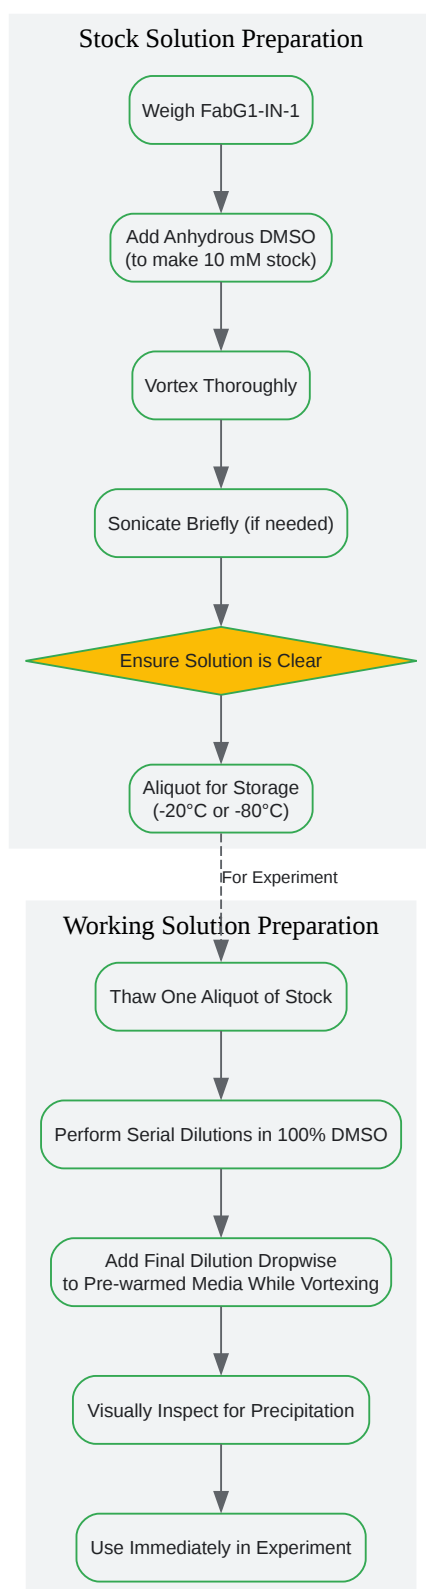 Stock Solution Preparation
Weigh FabG1-IN-1
Add Anhydrous DMSO
(to make 10 mM stock)
Vortex Thoroughly
Sonicate Briefly (if needed)
Ensure Solution is Clear
Aliquot for Storage
(-20°C or -80°C)
For Experiment
Working Solution Preparation
Thaw One Aliquot of Stock
Perform Serial Dilutions in 100% DMSO
Add Final Dilution Dropwise
to Pre-warmed Media While Vortexing
Visually Inspect for Precipitation
Use Immediately in Experiment